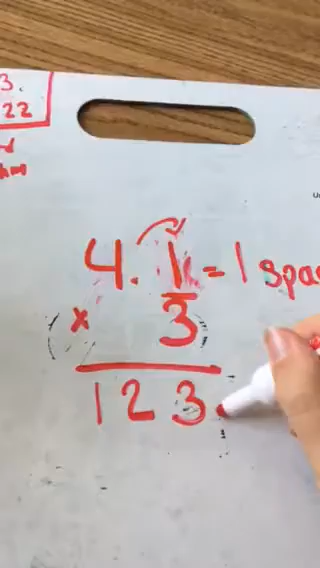 3.
22
4.1 = 1 spa
x 3
123.